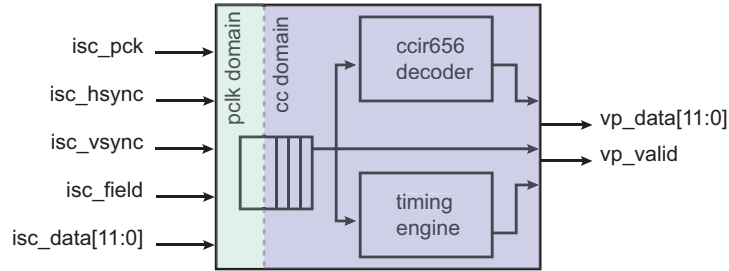 isc_pck
isc_hsync
isc_vsync
isc_field
isc_data[11:0]
pclk domain
cc domain
ccir656
decoder
timing
engine
vp_data[11:0]
vp_valid